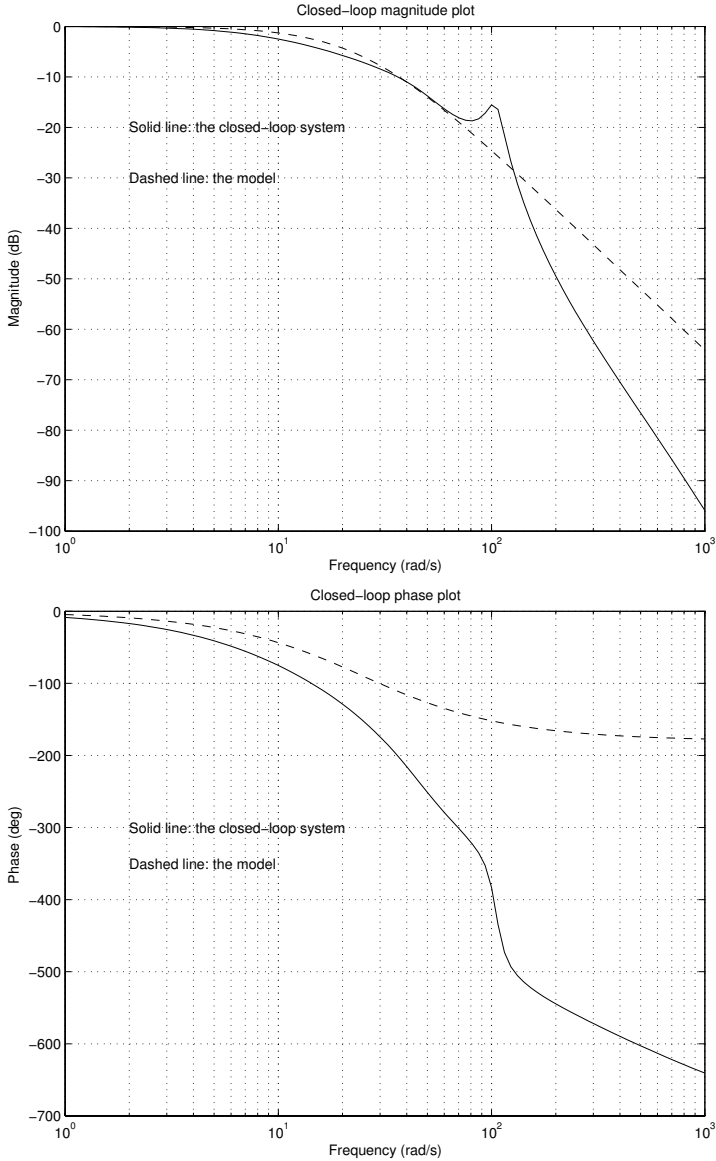 Closed−loop magnitude plot
0
−10
−20
−30
−40
−50
−60
−70
−80
−90
−100
Magnitude (dB)
Solid line: the closed−loop system
Dashed line: the model
10^0 10^1 10^2 10^3
Frequency (rad/s)
Closed−loop phase plot
0
−100
−200
−300
−400
−500
−600
−700
Phase (deg)
Solid line: the closed−loop system
Dashed line: the model
10^0 10^1 10^2 10^3
Frequency (rad/s)